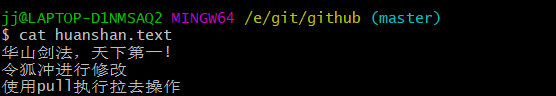 jj@LAPTOP-D1NMSAQ2 MINGW64 /e/git/github (master)
$ cat huanshan.text
华山剑法，天下第一！
令狐冲进行修改
使用pull执行拉去操作